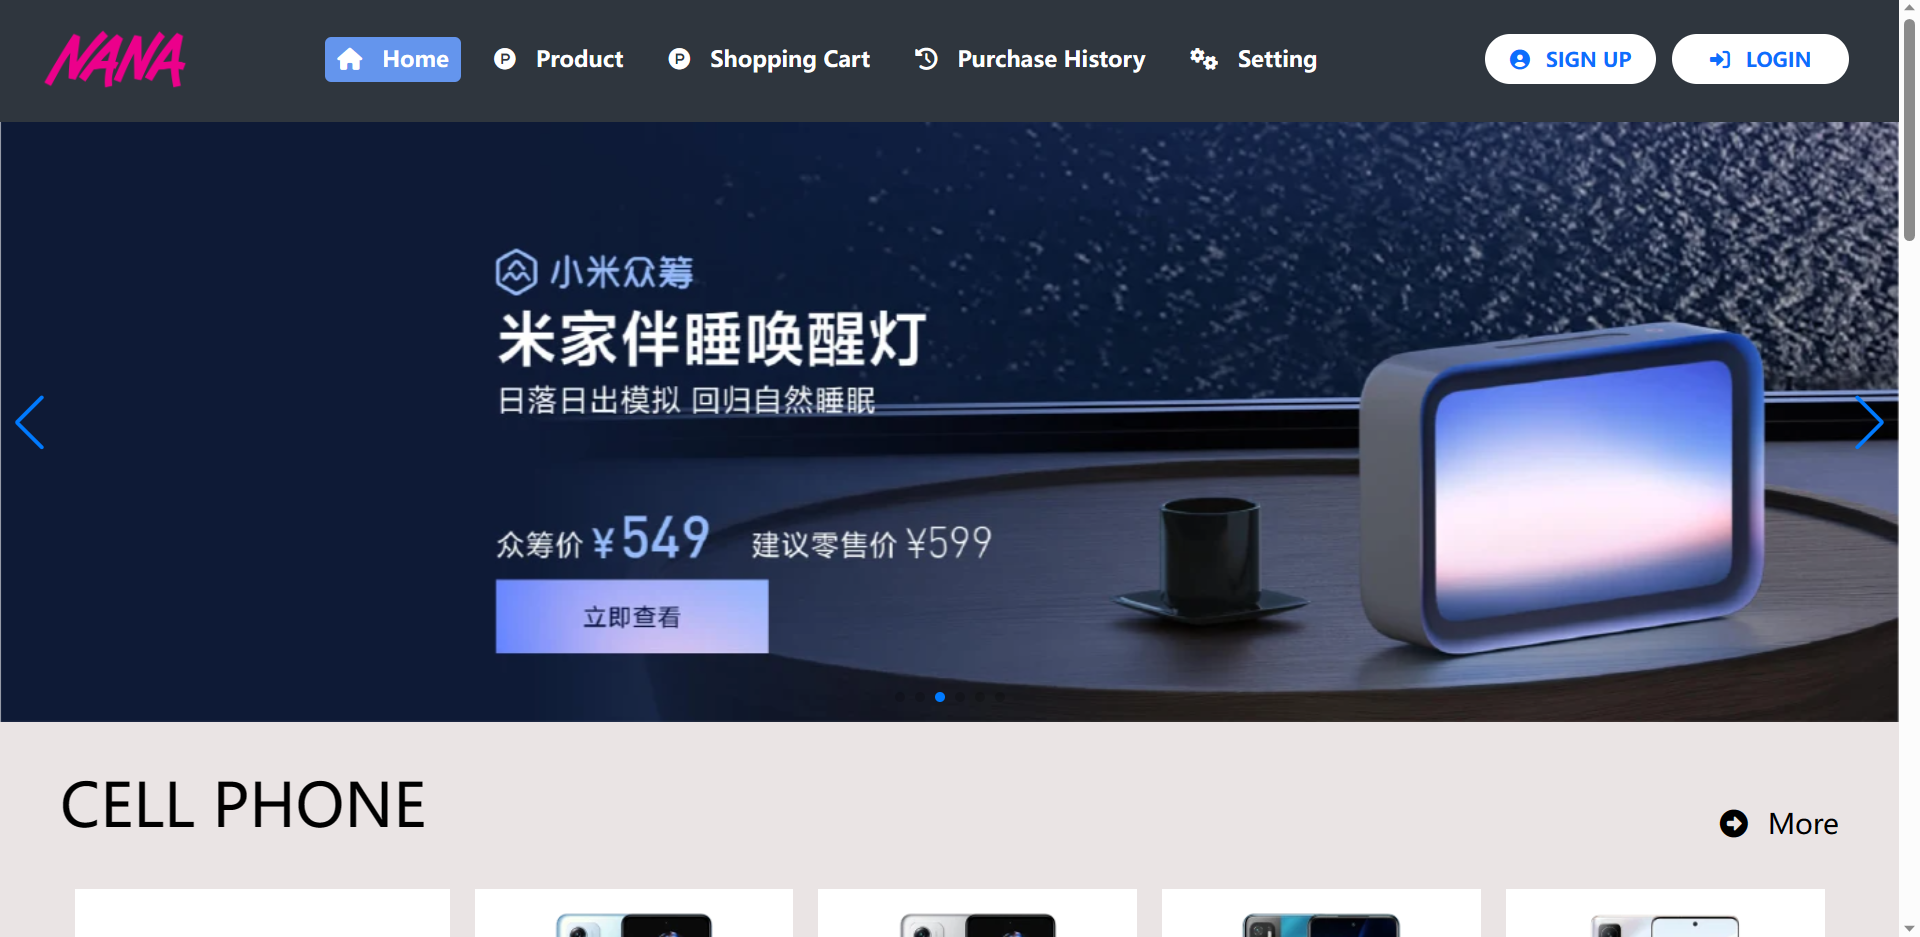 NANA
Home
Product
Shopping Cart
Purchase History
Setting
SIGN UP
LOGIN
小米众筹
米家伴睡唤醒灯
日落日出模拟 回归自然睡眠
众筹价 ¥549 建议零售价 ¥599
立即查看
CELL PHONE
More